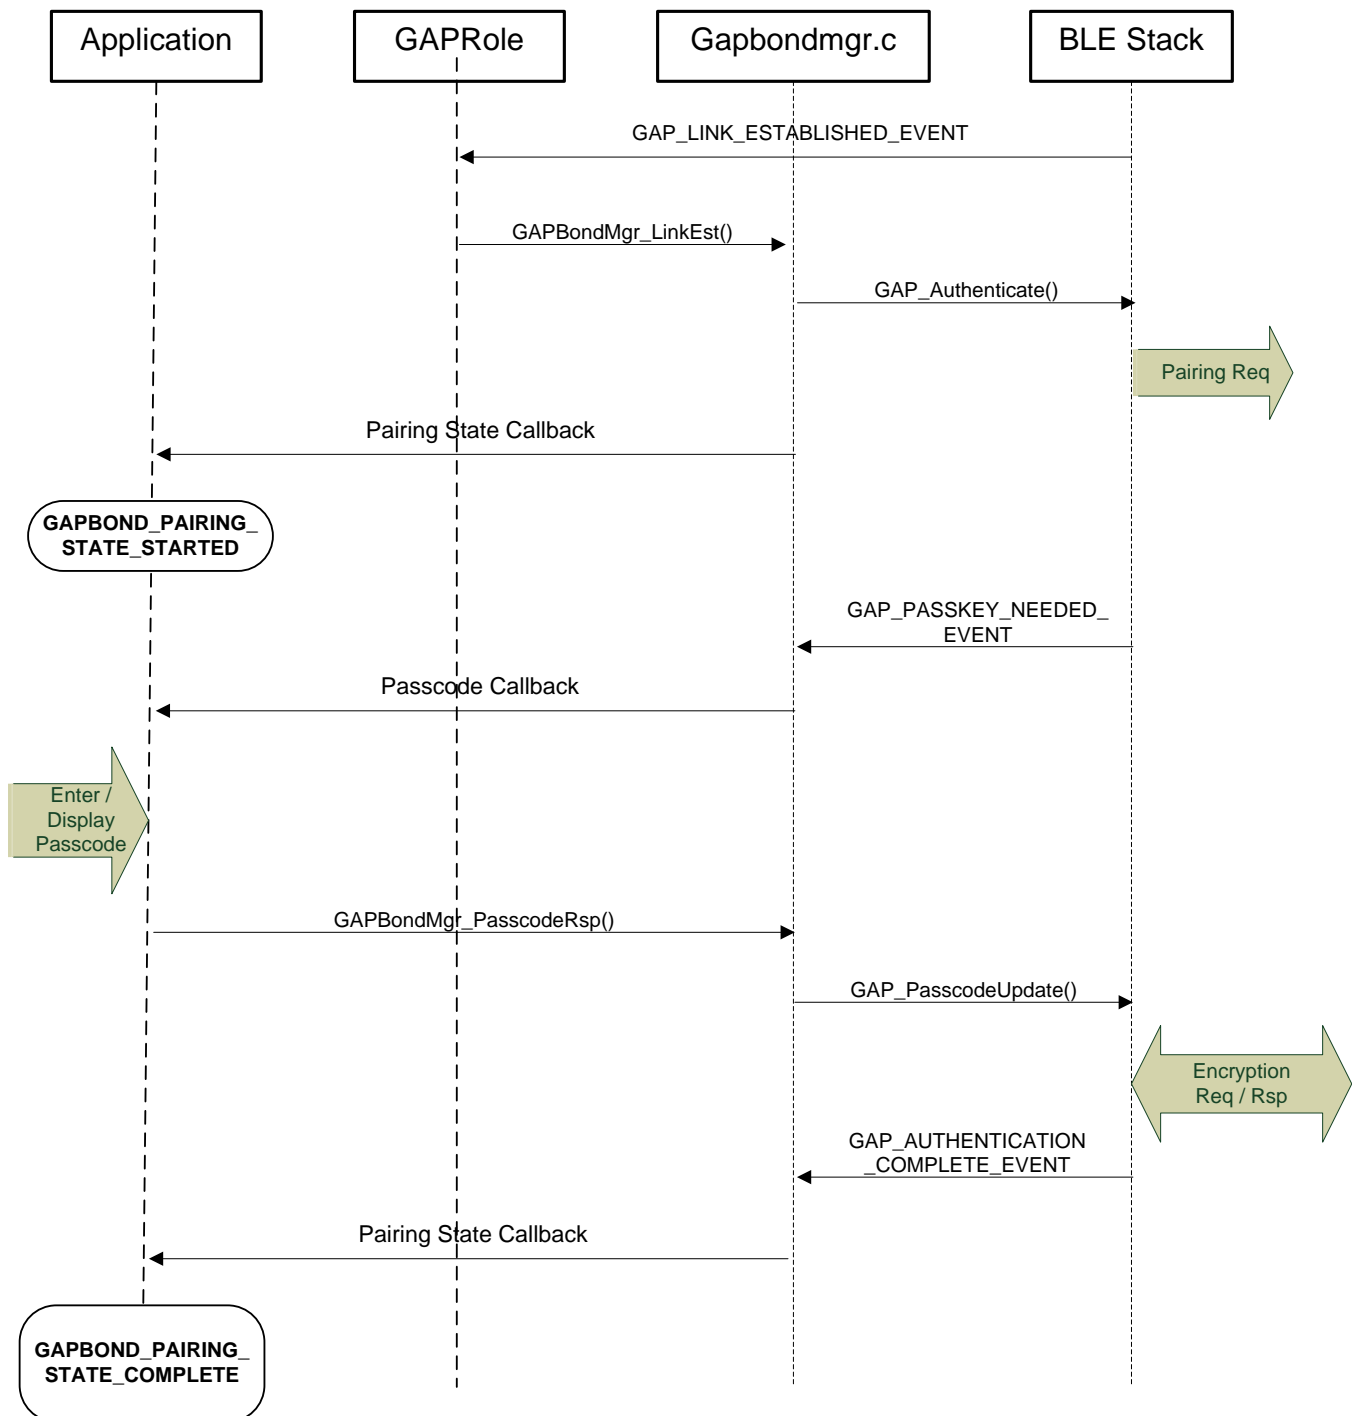 Application
GAPRole
Gapbondmgr.c
BLE Stack
GAP_LINK_ESTABLISHED_EVENT
GAPBondMgr_LinkEst()
GAP_Authenticate()
Pairing Req
Pairing State Callback
GAPBOND_PAIRING_
STATE_STARTED
GAP_PASSKEY_NEEDED_
EVENT
Passcode Callback
Enter /
Display
Passcode
GAPBondMgr_PasscodeRsp()
GAP_PasscodeUpdate()
Encryption
Req / Rsp
GAP_AUTHENTICATION
_COMPLETE_EVENT
Pairing State Callback
GAPBOND_PAIRING_
STATE_COMPLETE